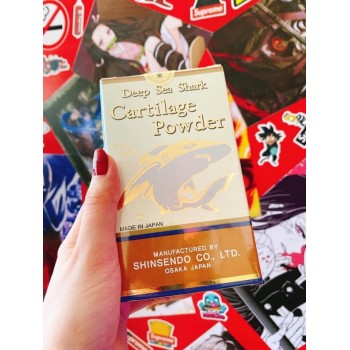 Deep Sea Shark
Cartilage
Powder
MADE IN JAPAN
MANUFACTURED BY
SHINSENDO CO., LTD.
OSAKA JAPAN
Supreme